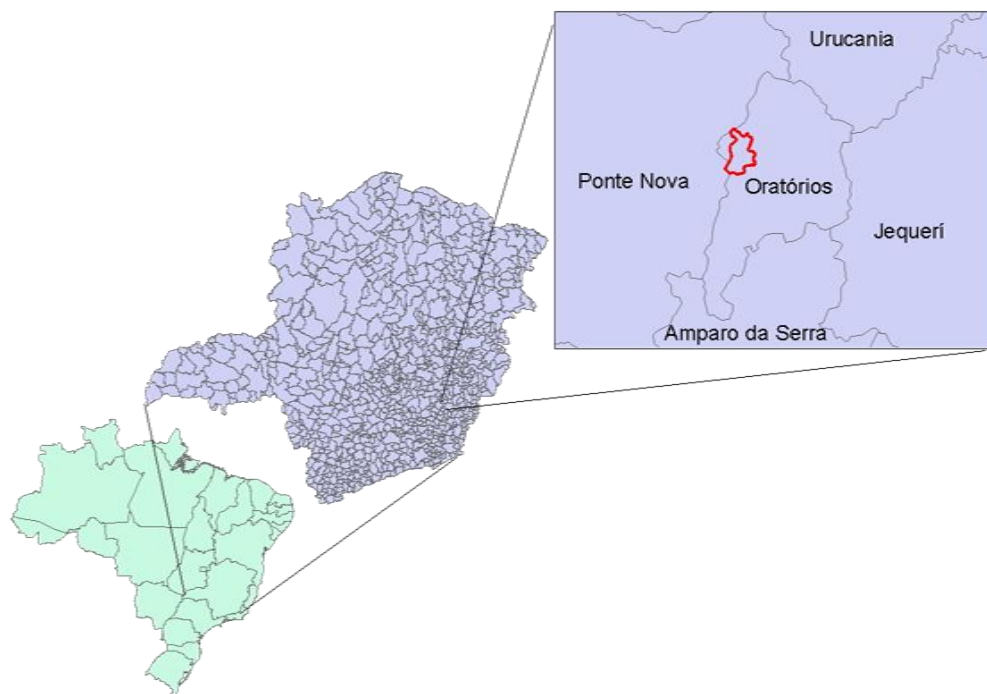 Urucania
Ponte Nova
Oratórios
Jequerí
Amparo da Serra